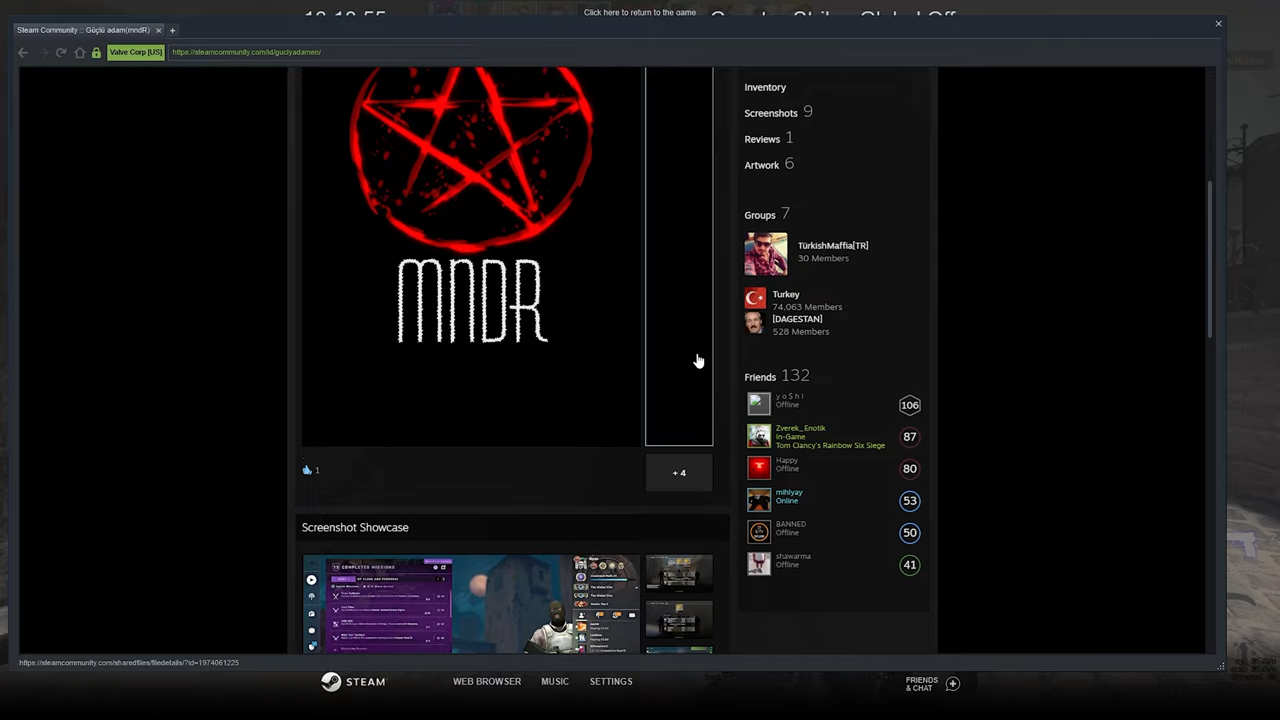 Click here to return to the game
Steam Community :: Güçlü adam(mndR)
Valve Corp [US]
https://steamcommunity.com/id/guclyadamen/
MNDR
1
+ 4
Screenshot Showcase
COMPLETED MISSIONS
Inventory
Screenshots 9
Reviews 1
Artwork 6
Groups 7
TürkishMaffia[TR]
30 Members
Turkey
74,063 Members
[DAGESTAN]
528 Members
Friends 132
y o S h I
Offline
106
Zverek_Enotik
In-Game
Tom Clancy's Rainbow Six Siege
87
Happy
Offline
80
mihlyay
Online
53
BANNED
Offline
50
shawarma
Offline
41
https://steamcommunity.com/sharedfiles/filedetails/?id=1974061225
STEAM
WEB BROWSER
MUSIC
SETTINGS
FRIENDS
& CHAT